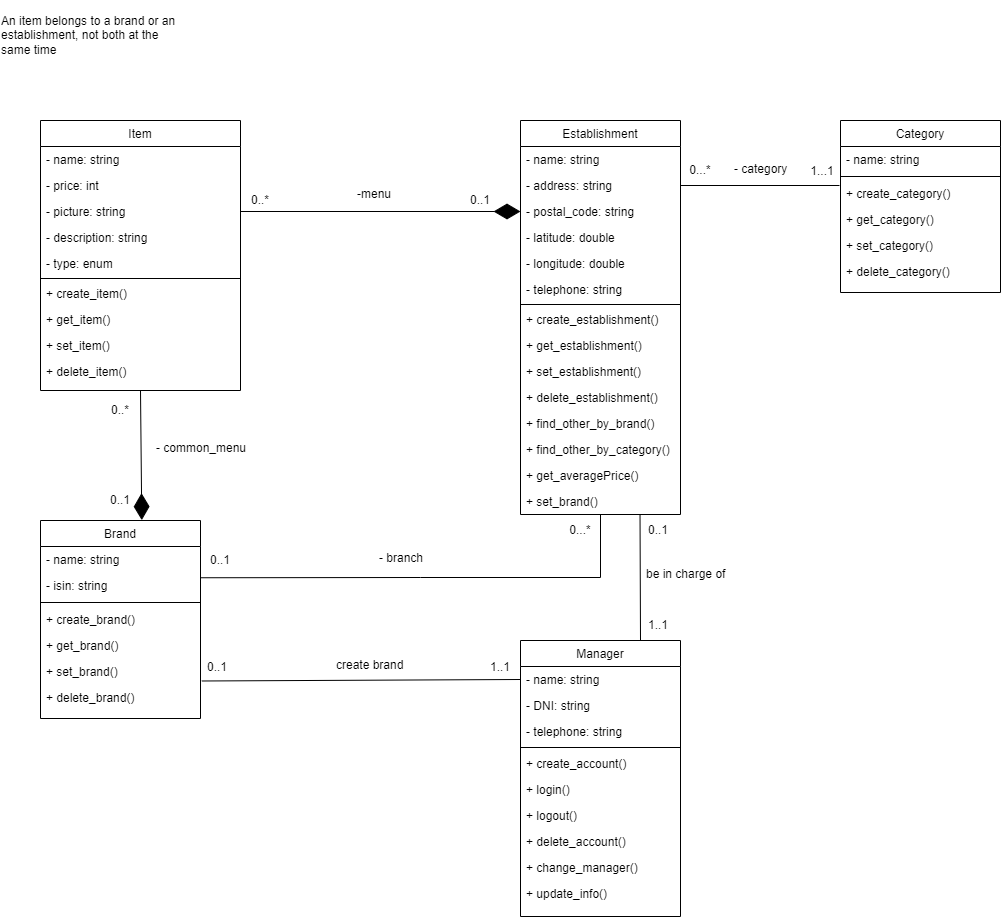 An item belongs to a brand or an
establishment, not both at the
same time
Item
- name: string
- price: int
- picture: string
- description: string
- type: enum
+ create_item()
+ get_item()
+ set_item()
+ delete_item()
0..*
-menu
0..1
Establishment
- name: string
- address: string
- postal_code: string
- latitude: double
- longitude: double
- telephone: string
+ create_establishment()
+ get_establishment()
+ set_establishment()
+ delete_establishment()
+ find_other_by_brand()
+ find_other_by_category()
+ get_averagePrice()
+ set_brand()
0...*
- category
1...1
Category
- name: string
+ create_category()
+ get_category()
+ set_category()
+ delete_category()
0..*
- common_menu
0..1
Brand
- name: string
- isin: string
+ create_brand()
+ get_brand()
+ set_brand()
+ delete_brand()
0..1
- branch
0...*
0..1
be in charge of
1..1
0..1
create brand
1..1
Manager
- name: string
- DNI: string
- telephone: string
+ create_account()
+ login()
+ logout()
+ delete_account()
+ change_manager()
+ update_info()